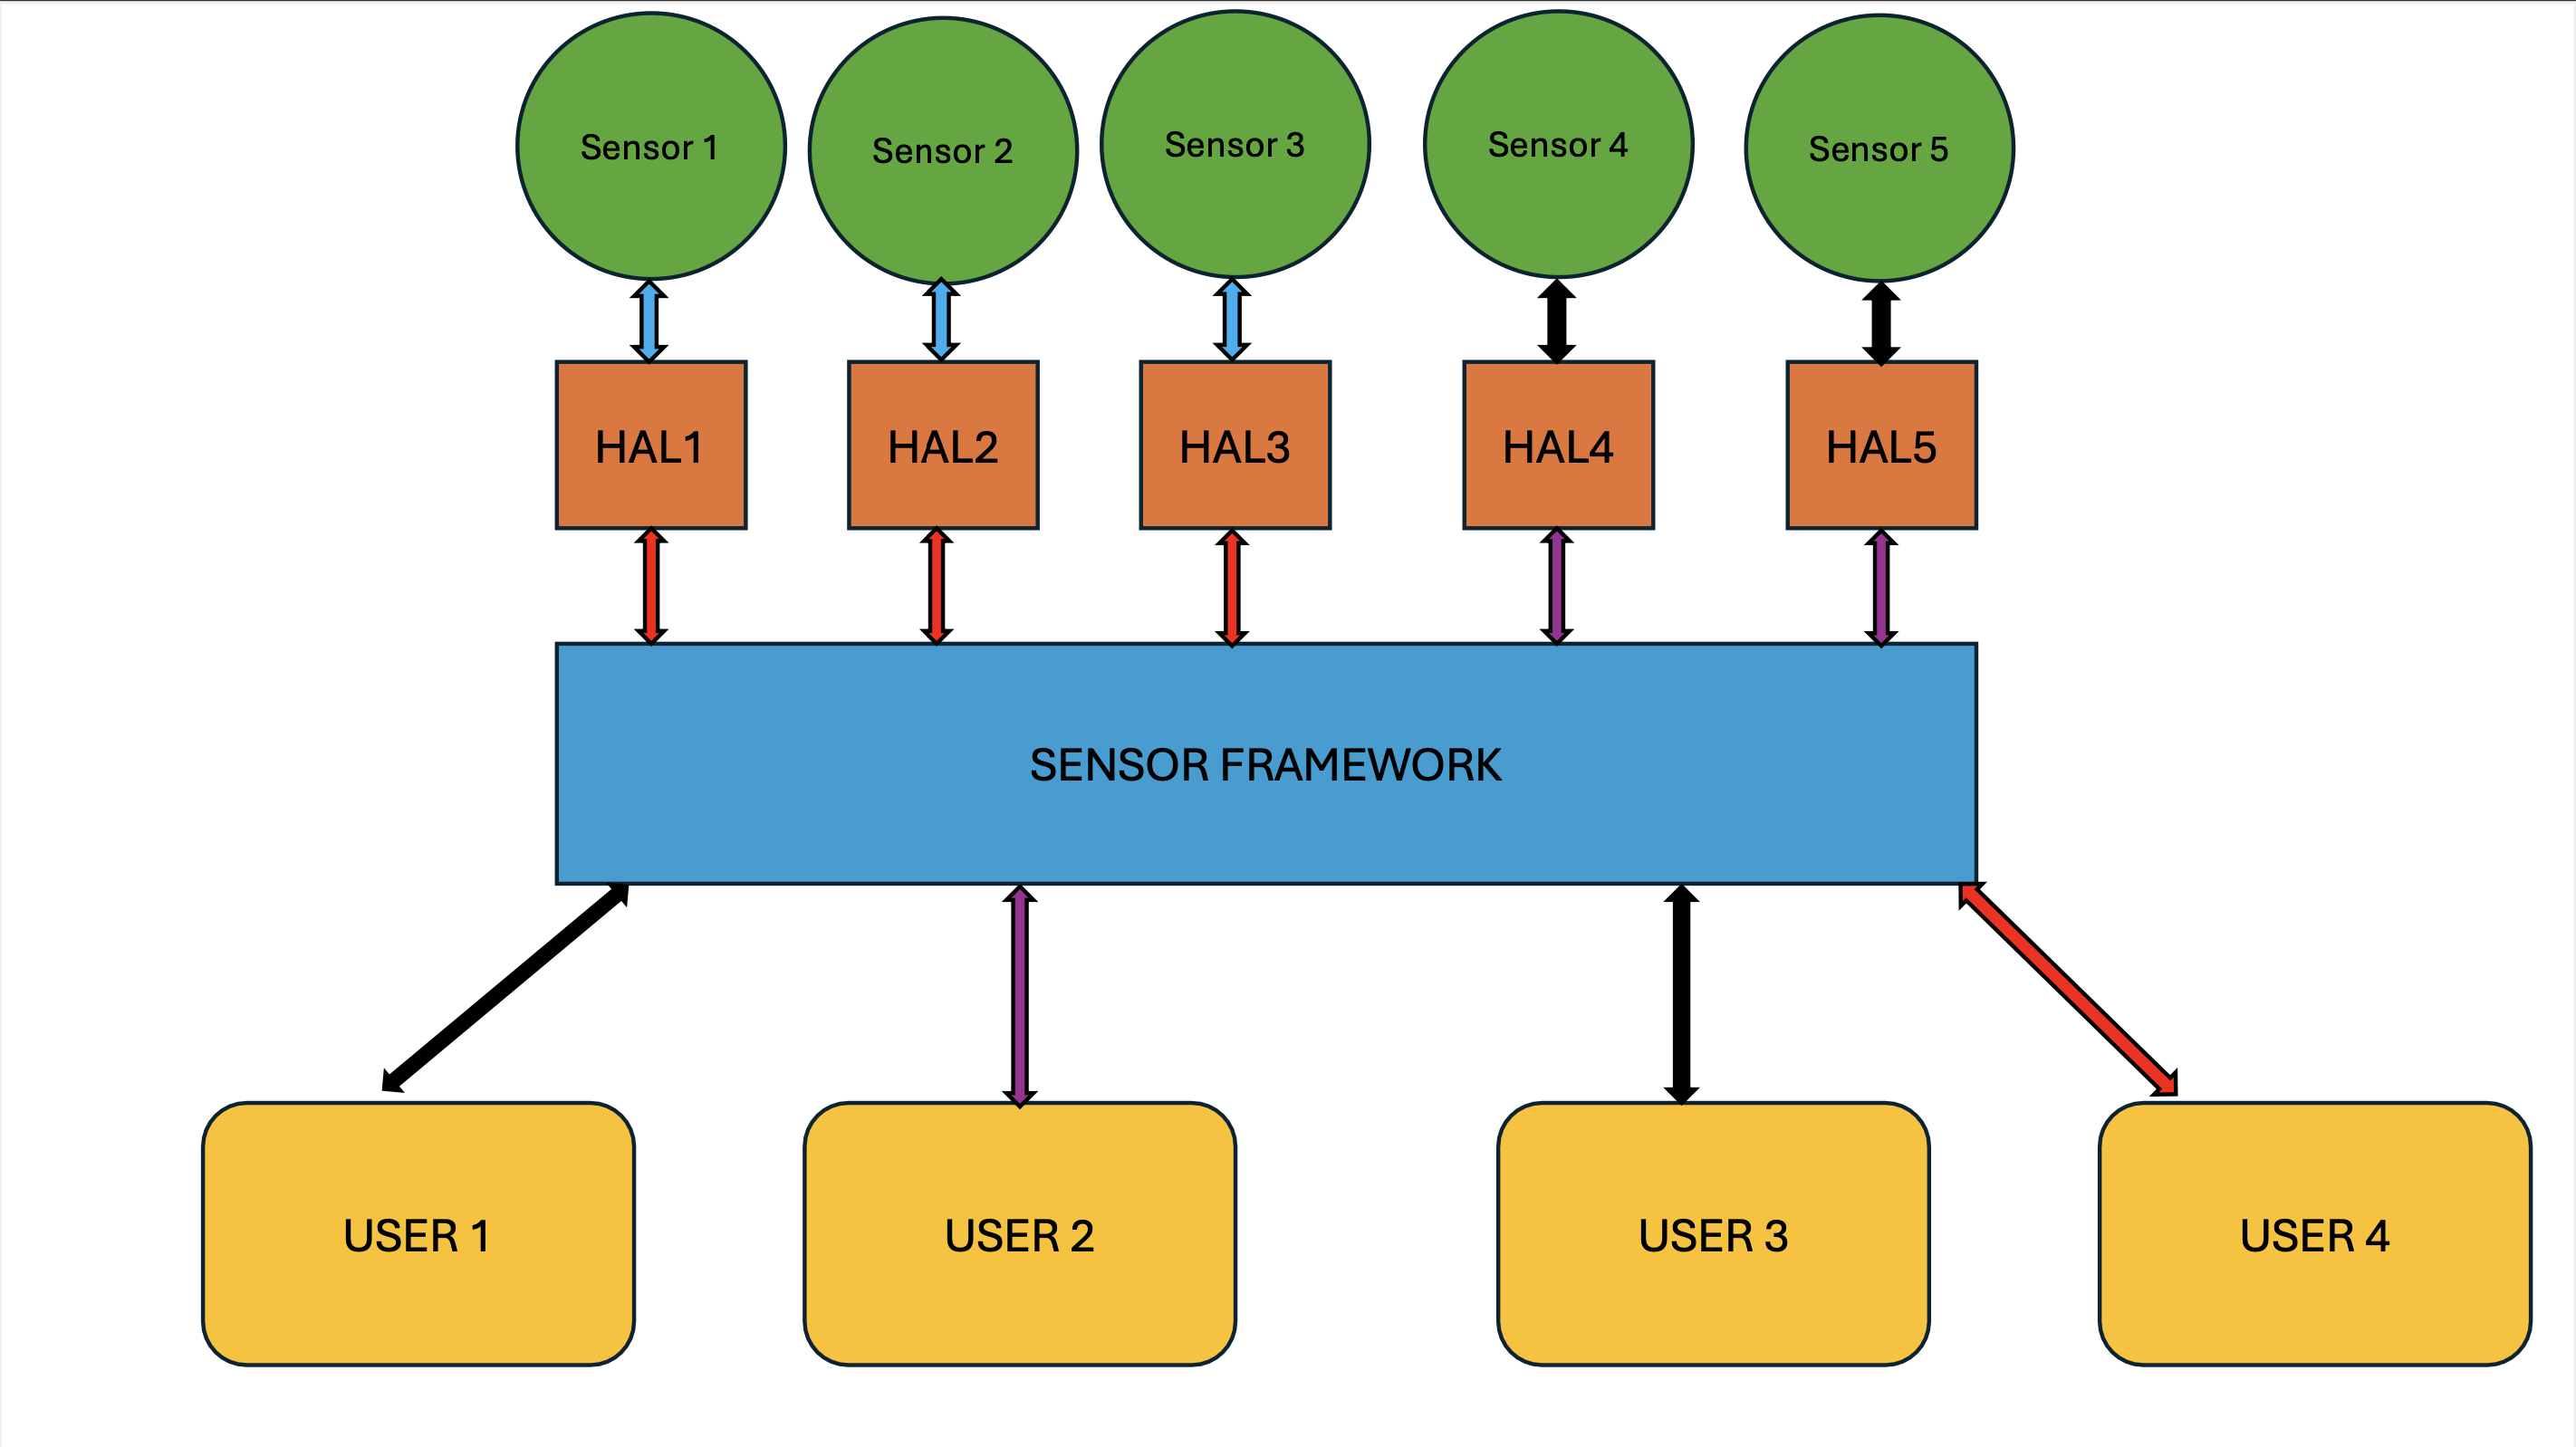 Sensor 1
Sensor 2
Sensor 3
Sensor 4
Sensor 5
HAL1
HAL2
HAL3
HAL4
HAL5
SENSOR FRAMEWORK
USER 1
USER 2
USER 3
USER 4